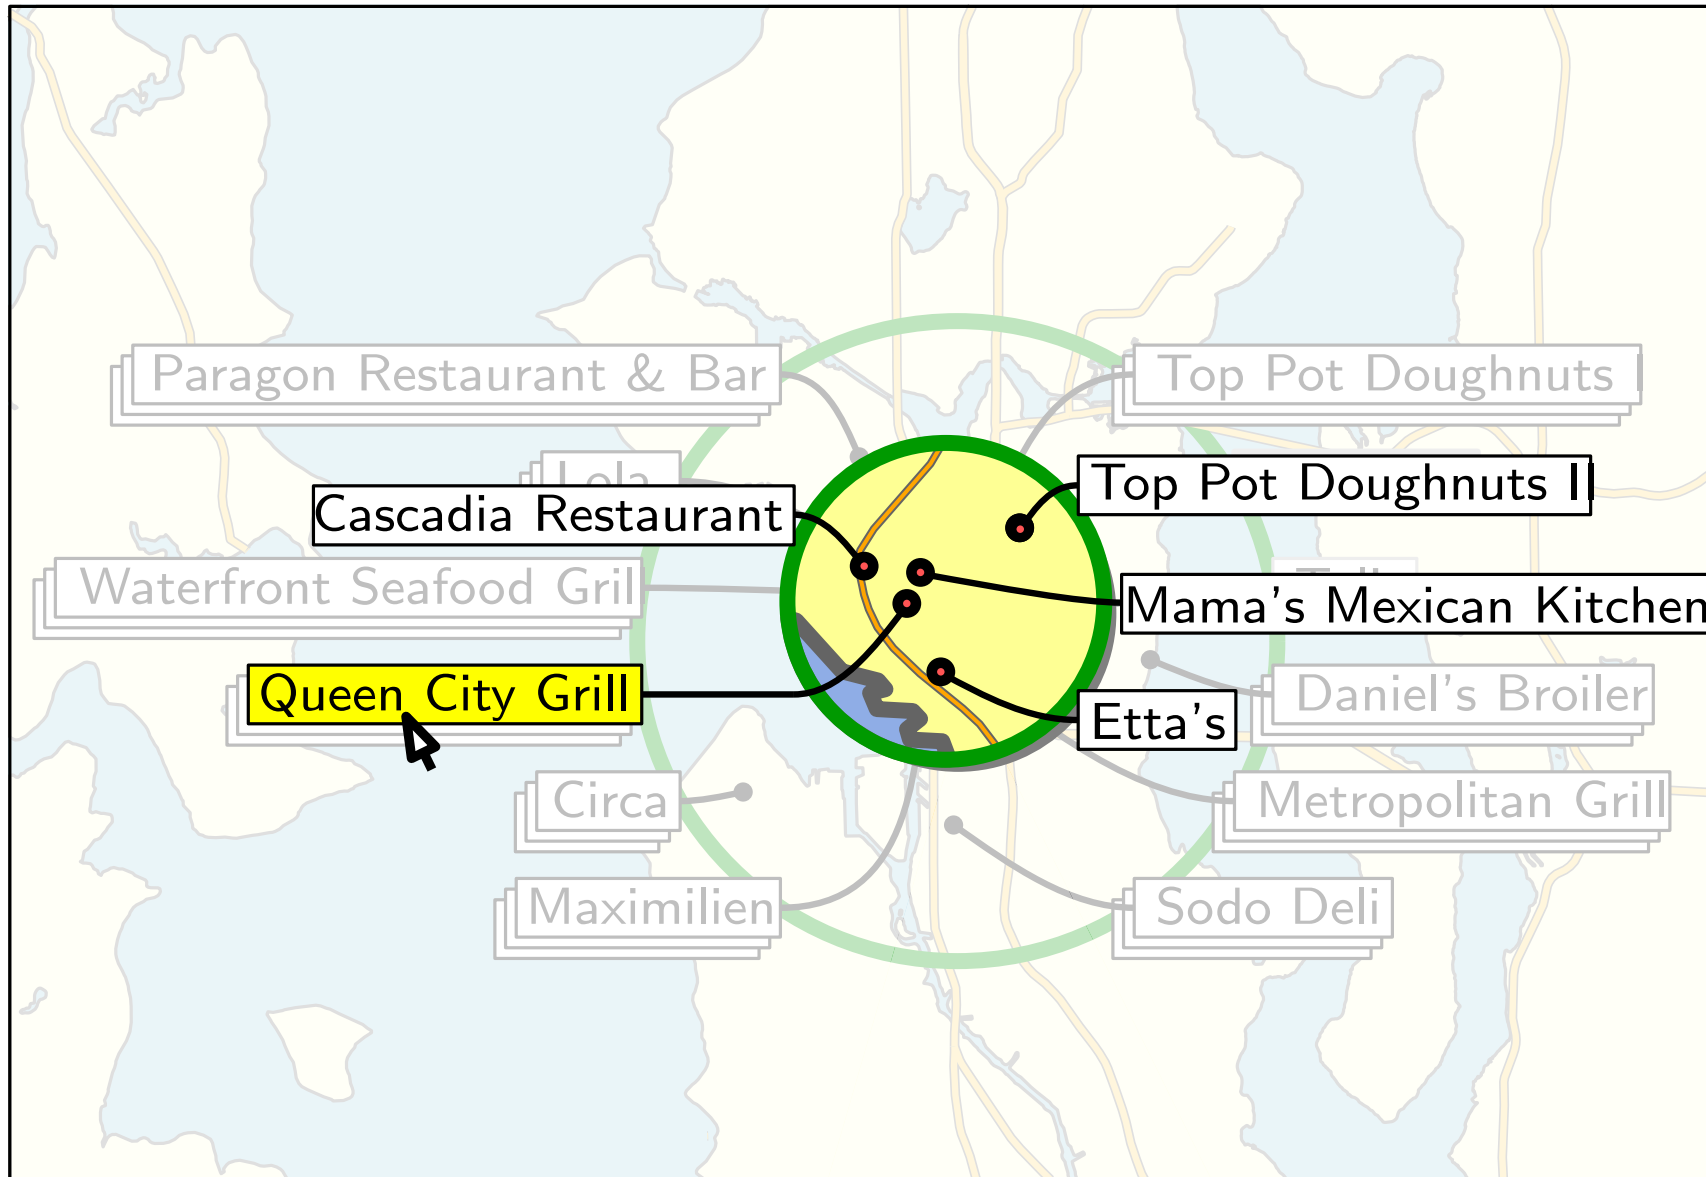 Paragon Restaurant & Bar
Top Pot Doughnuts I
Lola
Top Pot Doughnuts II
Cascadia Restaurant
Waterfront Seafood Gril
Mama's Mexican Kitchen
Queen City Grill
Daniel's Broiler
Etta's
Circa
Metropolitan Grill
Maximilien
Sodo Deli